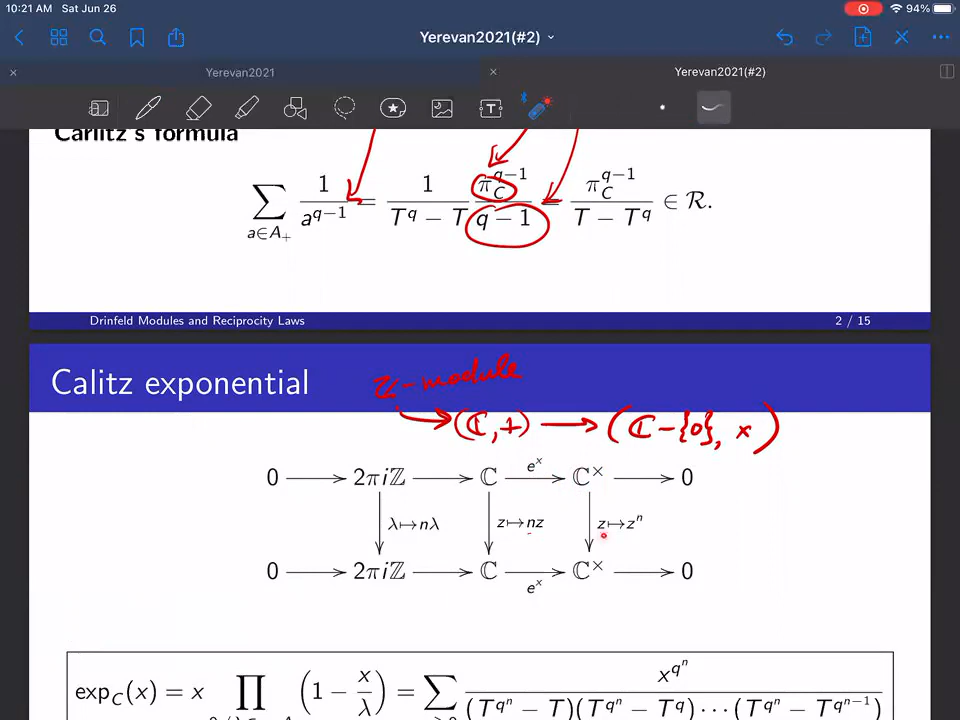 10:21 AM Sat Jun 26 94%
Yerevan2021(#2)
Yerevan2021 Yerevan2021(#2)
T
Carlitz's formula
∑_{a∈A_+} 1/a^{q−1} = 1/(T^q − T) π_C^{q−1}/(q − 1) = π_C^{q−1}/(T − T^q) ∈ ℛ.
Drinfeld Modules and Reciprocity Laws 2 / 15
Calitz exponential
ℤ-module
(ℂ, +) ⟶ (ℂ-{0}, ×)
0 ⟶ 2πiℤ ⟶ ℂ ⟶ e^x ℂ^× ⟶ 0
λ↦nλ z↦nz z↦z^n
0 ⟶ 2πiℤ ⟶ ℂ ⟶ e^x ℂ^× ⟶ 0
exp_C(x) = x ∏ (1 − x/λ) = ∑ x^{q^n}/((T^{q^n} − T)(T^{q^n} − T^q) ⋯ (T^{q^n} − T^{q^{n−1}})